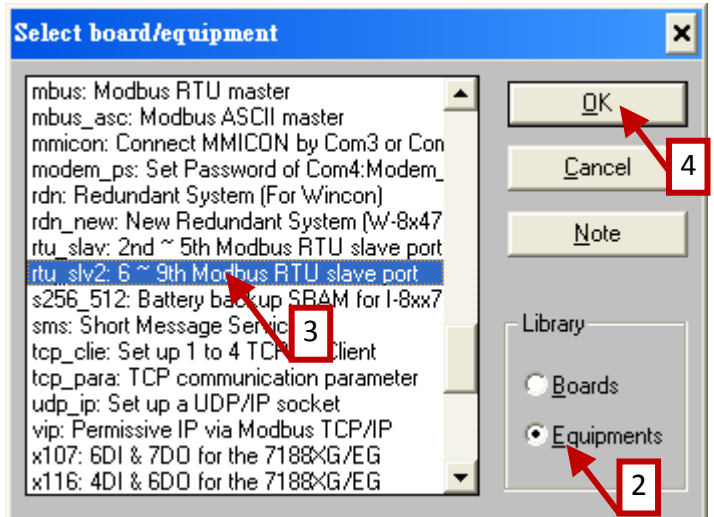 Select board/equipment
mbus: Modbus RTU master
mbus_asc: Modbus ASCII master
mmicon: Connect MMICON by Com3 or Con
modem_ps: Set Password of Com4:Modem_
rdn: Redundant System (For Wincon)
rdn_new: New Redundant System (W-8x47
rtu_slav: 2nd ~ 5th Modbus RTU slave port
rtu_slv2: 6 ~ 9th Modbus RTU slave port
s256_512: Battery backup SRAM for I-8xx7
sms: Short Message Servic
tcp_clie: Set up 1 to 4 TCP Client
tcp_para: TCP communication parameter
udp_ip: Set up a UDP/IP socket
vip: Permissive IP via Modbus TCP/IP
x107: 6DI & 7DO for the 7188XG/EG
x116: 4DI & 6DO for the 7188XG/EG
3
OK
4
Cancel
Note
Library
Boards
Equipments
2